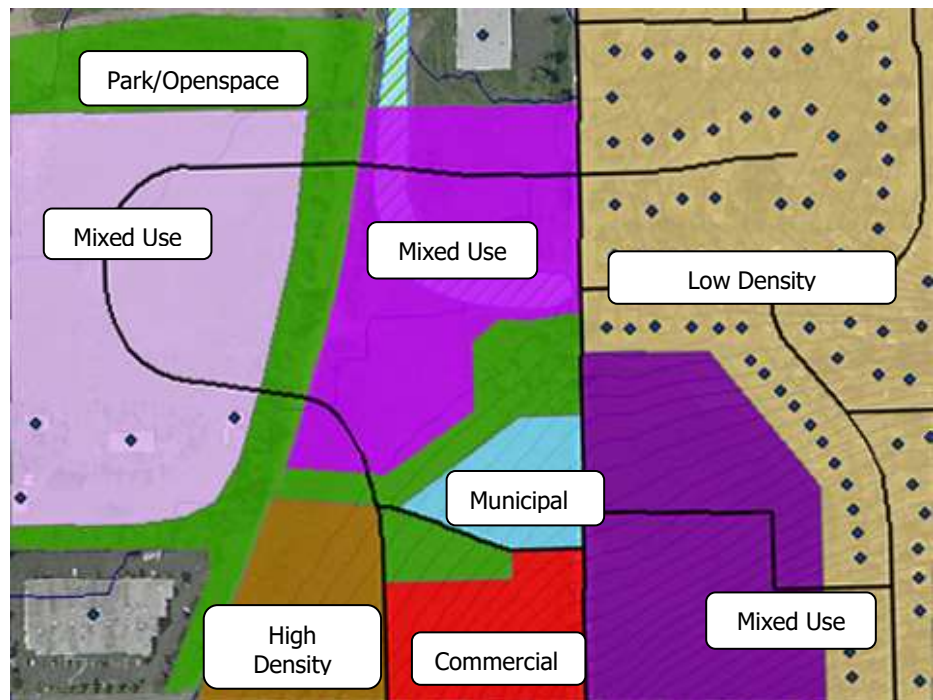 Park/Openspace
Mixed Use
Mixed Use
Low Density
Municipal
High
Density
Commercial
Mixed Use